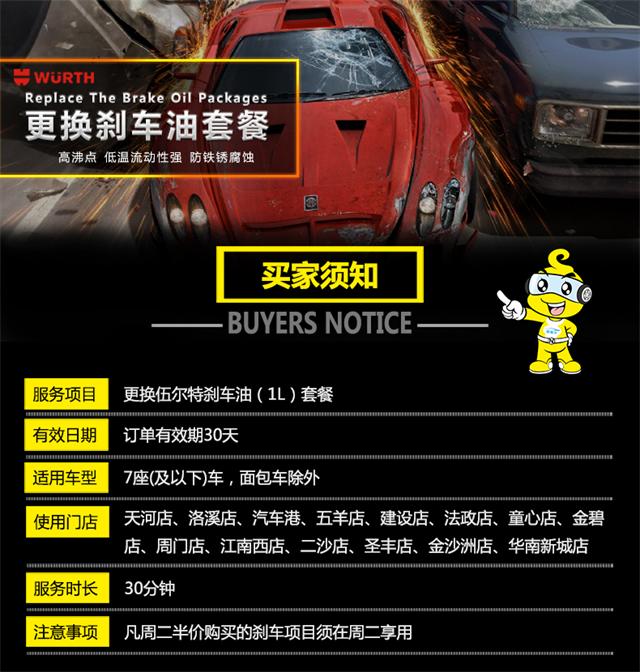 WÜRTH
Replace The Brake Oil Packages
更换刹车油套餐
高沸点 低温流动性强 防铁锈腐蚀
买家须知
BUYERS NOTICE
服务项目 更换伍尔特刹车油（1L）套餐
有效日期 订单有效期30天
适用车型 7座(及以下)车，面包车除外
使用门店 天河店、洛溪店、汽车港、五羊店、建设店、法政店、童心店、金碧
店、周门店、江南西店、二沙店、圣丰店、金沙洲店、华南新城店
服务时长 30分钟
注意事项 凡周二半价购买的刹车项目须在周二享用